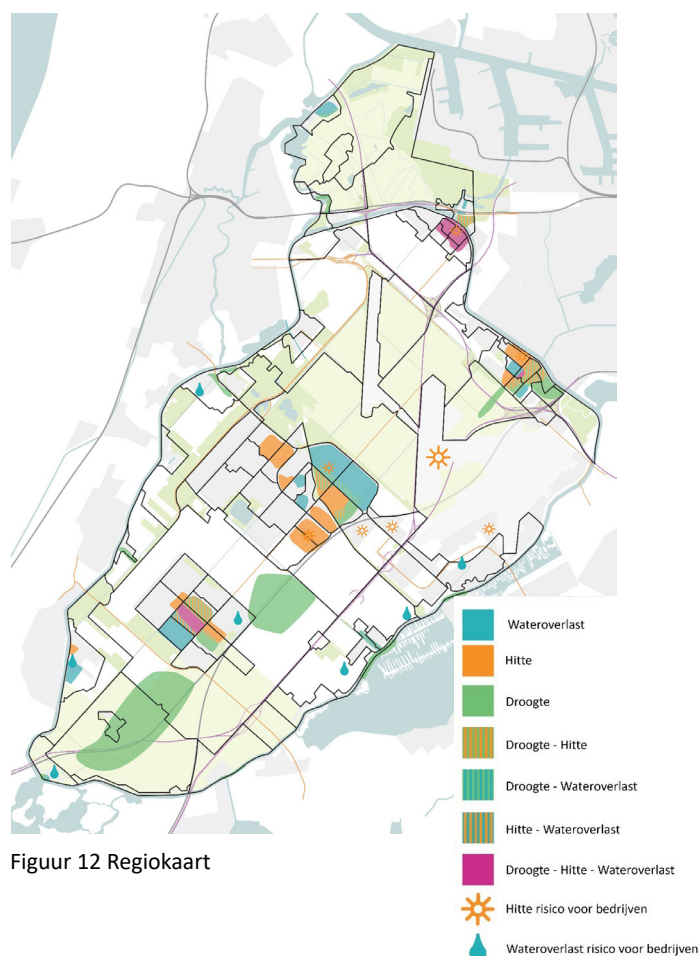 Wateroverlast
Hitte
Droogte
Droogte - Hitte
Droogte - Wateroverlast
Hitte - Wateroverlast
Droogte - Hitte - Wateroverlast
Hitte risico voor bedrijven
Wateroverlast risico voor bedrijven
Figuur 12 Regiokaart